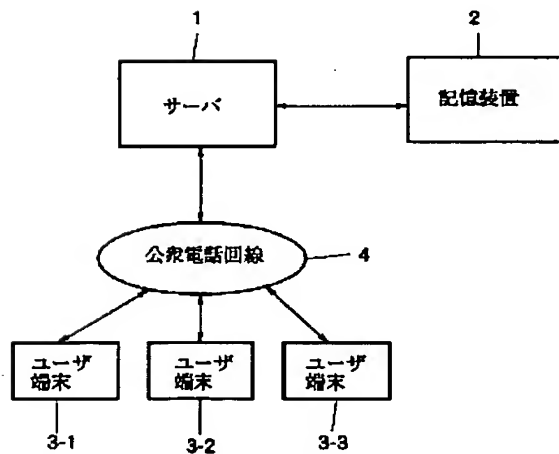 1
2
サーバ
記憶装置
公衆電話回線
4
ユーザ
端末
ユーザ
端末
ユーザ
端末
3-1
3-2
3-3